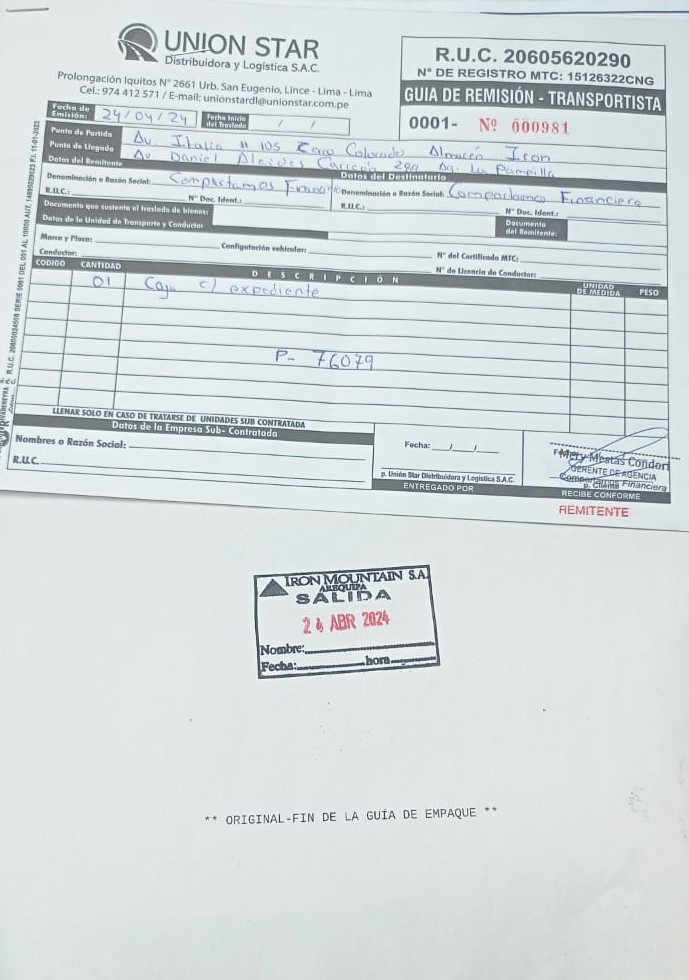 UNION STAR
Distribuidora y Logística S.A.C.
Prolongación Iquitos N° 2661 Urb. San Eugenio, Lince - Lima - Lima
Cel.: 974 412 571 / E-mail: unionstardl@unionstar.com.pe
R.U.C. 20605620290
N° DE REGISTRO MTC: 15126322CNG
GUIA DE REMISIÓN - TRANSPORTISTA
0001- Nº 000981
Fecha de Emisión: 24/04/24 Fecha Inicio del Traslado / /
Punto de Partida Av. Italia # 105 Cerro Colorado Almacén Iron
Punto de Llegada Av Daniel Alcides Carrión 299 Ag. La Pampilla
Datos del Remitente Datos del Destinatario
Denominación o Razón Social: Compartamos Denominación o Razón Social: Compartamos Financiera
R.U.C.: N° Doc. Ident.: R.U.C.: N° Doc. Ident.:
Documento que sustenta el traslado de bienes: Documento del Remitente:
Datos de la Unidad de Transporte y Conductor
Marca y Placa: Configutación vehicular: N° del Certificado MTC:
Conductor: N° de Licencia de Conductor:
CODIGO CANTIDAD DESCRIPCIÓN UNIDAD DE MEDIDA PESO
01 Caja c/ expediente
P- 76079
LLENAR SOLO EN CASO DE TRATARSE DE UNIDADES SUB CONTRATADA
Datos de la Empresa Sub- Contratada
Nombres o Razón Social:
R.U.C.
Fecha: / /
p. Unión Star Distribuidora y Logística S.A.C.
ENTREGADO POR
Mery Mestas Condori
GERENTE DE AGENCIA
Financiera
p. Cliente
RECIBE CONFORME
REMITENTE
IRON MOUNTAIN S.A.
AREQUIPA
SALIDA
24 ABR 2024
Nombre:
Fecha: hora
** ORIGINAL-FIN DE LA GUÍA DE EMPAQUE **